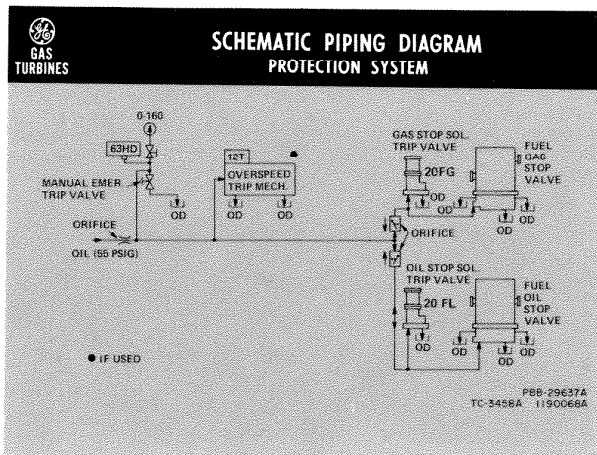 GE
GAS
TURBINES
SCHEMATIC PIPING DIAGRAM
PROTECTION SYSTEM
0-160
63HD
MANUAL EMER
TRIP VALVE
OD
ORIFICE
OIL (55 PSIG)
12T
OVERSPEED
TRIP MECH.
OD
OD
GAS STOP SOL.
TRIP VALVE
20FG
OD
OD
FUEL
GAS
STOP
VALVE
OD
OD
OD
ORIFICE
OIL STOP SOL.
TRIP VALVE
20 FL
OD
FUEL
OIL
STOP
VALVE
OD
OD
OD
● IF USED
PBB-29637A
TC-3458A 1190068A